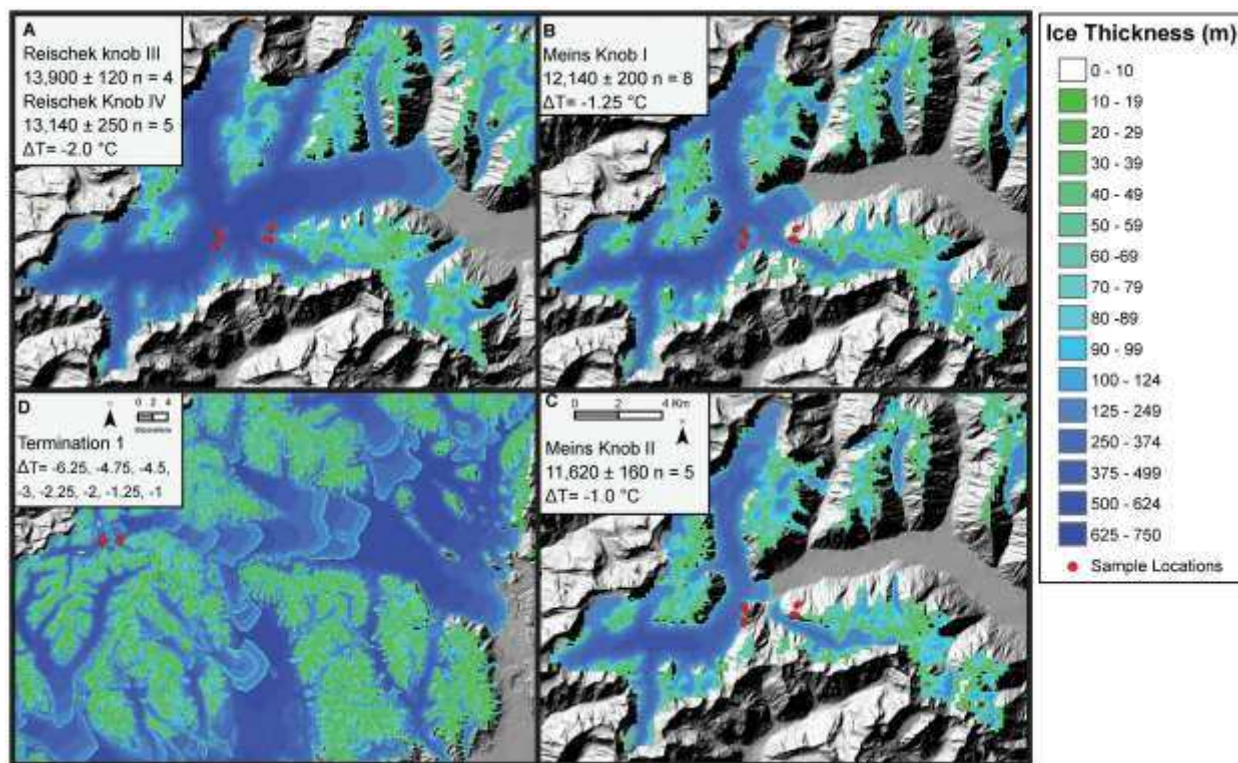 A
Reischek knob III
13,900 ± 120 n = 4
Reischek Knob IV
13,140 ± 250 n = 5
ΔT= -2.0 °C
B
Meins Knob I
12,140 ± 200 n = 8
ΔT= -1.25 °C
D
0 2 4
Termination 1
ΔT= -6.25, -4.75, -4.5,
-3, -2.25, -2, -1.25, -1
C
0 2 4 Km
Meins Knob II
11,620 ± 160 n = 5
ΔT= -1.0 °C
Ice Thickness (m)
0 - 10
10 - 19
20 - 29
30 - 39
40 - 49
50 - 59
60 -69
70 - 79
80 -89
90 - 99
100 - 124
125 - 249
250 - 374
375 - 499
500 - 624
625 - 750
Sample Locations